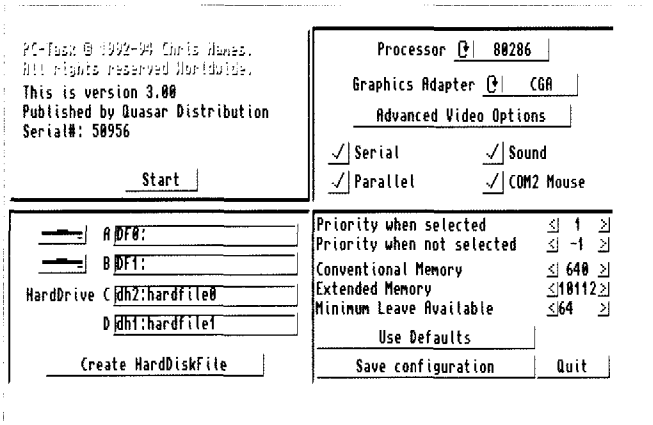 PC-Task © 1992-94 Chris Hames.
All rights reserved Worldwide.
This is version 3.00
Published by Quasar Distribution
Serial#: 50956
Start
Processor 80286
Graphics Adapter CGA
Advanced Video Options
Serial
Sound
Parallel
COM2 Mouse
A DF0:
B DF1:
HardDrive C dh2:hardfile0
D dh1:hardfile1
Create HardDiskFile
Priority when selected < 1 >
Priority when not selected < -1 >
Conventional Memory < 640 >
Extended Memory <10112>
Minimum Leave Available <64 >
Use Defaults
Save configuration
Quit